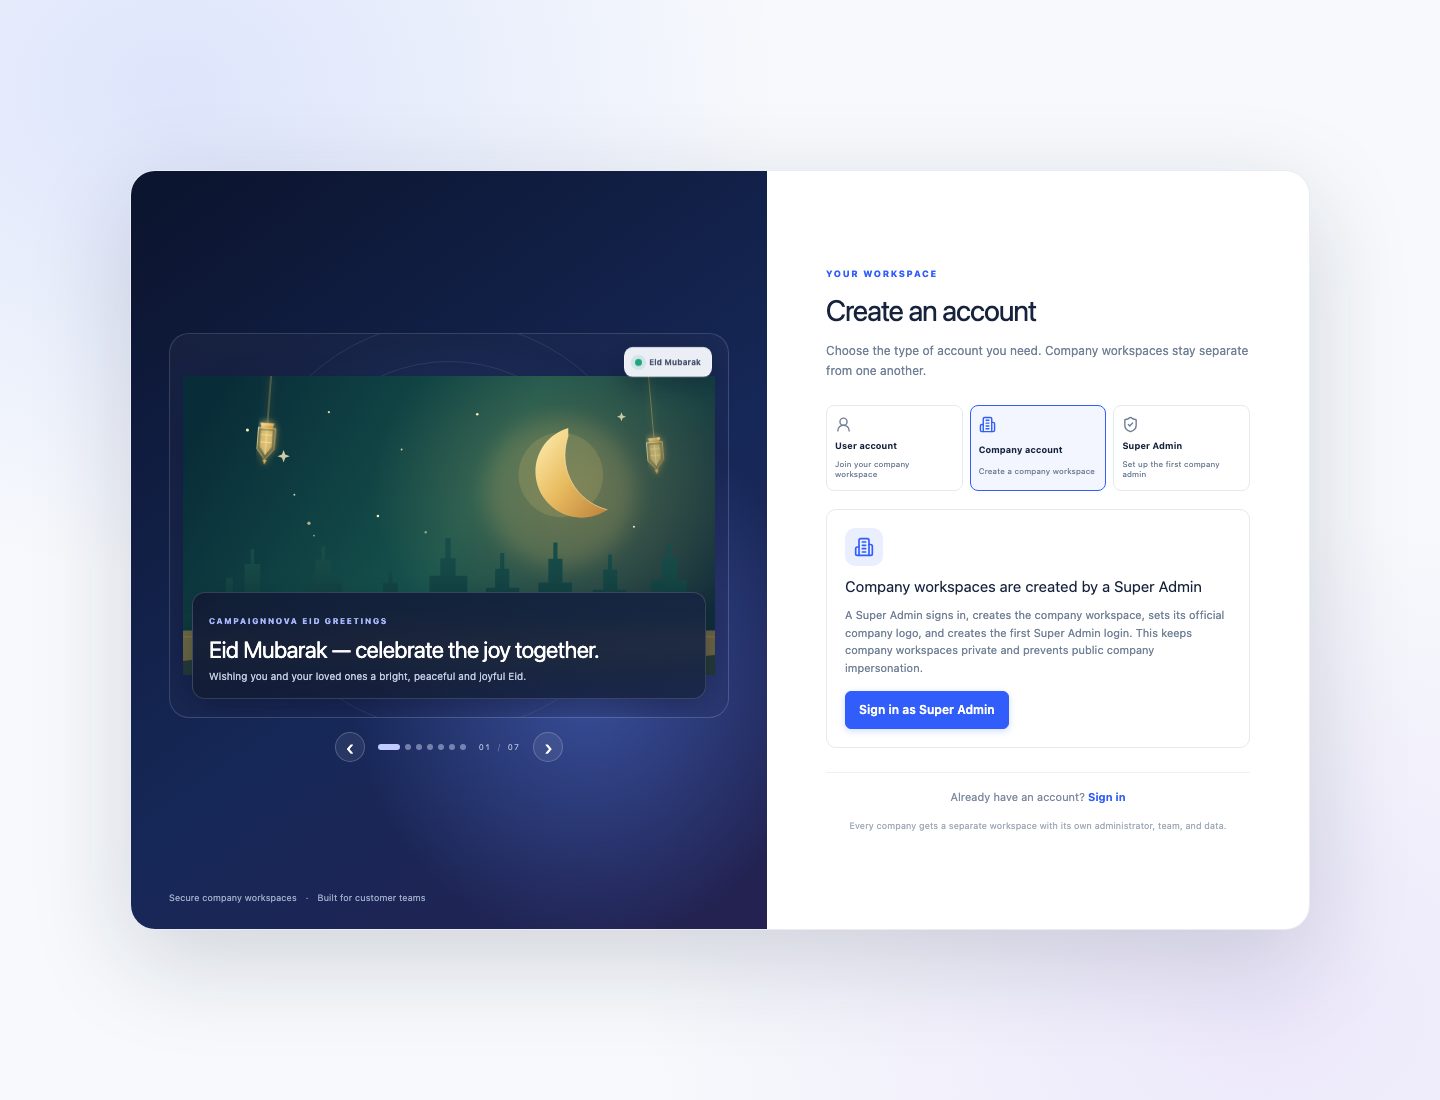 Eid Mubarak
CAMPAIGNNOVA EID GREETINGS
Eid Mubarak — celebrate the joy together.
Wishing you and your loved ones a bright, peaceful and joyful Eid.
01 / 07
Secure company workspaces · Built for customer teams
YOUR WORKSPACE
Create an account
Choose the type of account you need. Company workspaces stay separate
from one another.
User account
Join your company
workspace
Company account
Create a company workspace
Super Admin
Set up the first company
admin
Company workspaces are created by a Super Admin
A Super Admin signs in, creates the company workspace, sets its official
company logo, and creates the first Super Admin login. This keeps
company workspaces private and prevents public company
impersonation.
Sign in as Super Admin
Already have an account? Sign in
Every company gets a separate workspace with its own administrator, team, and data.